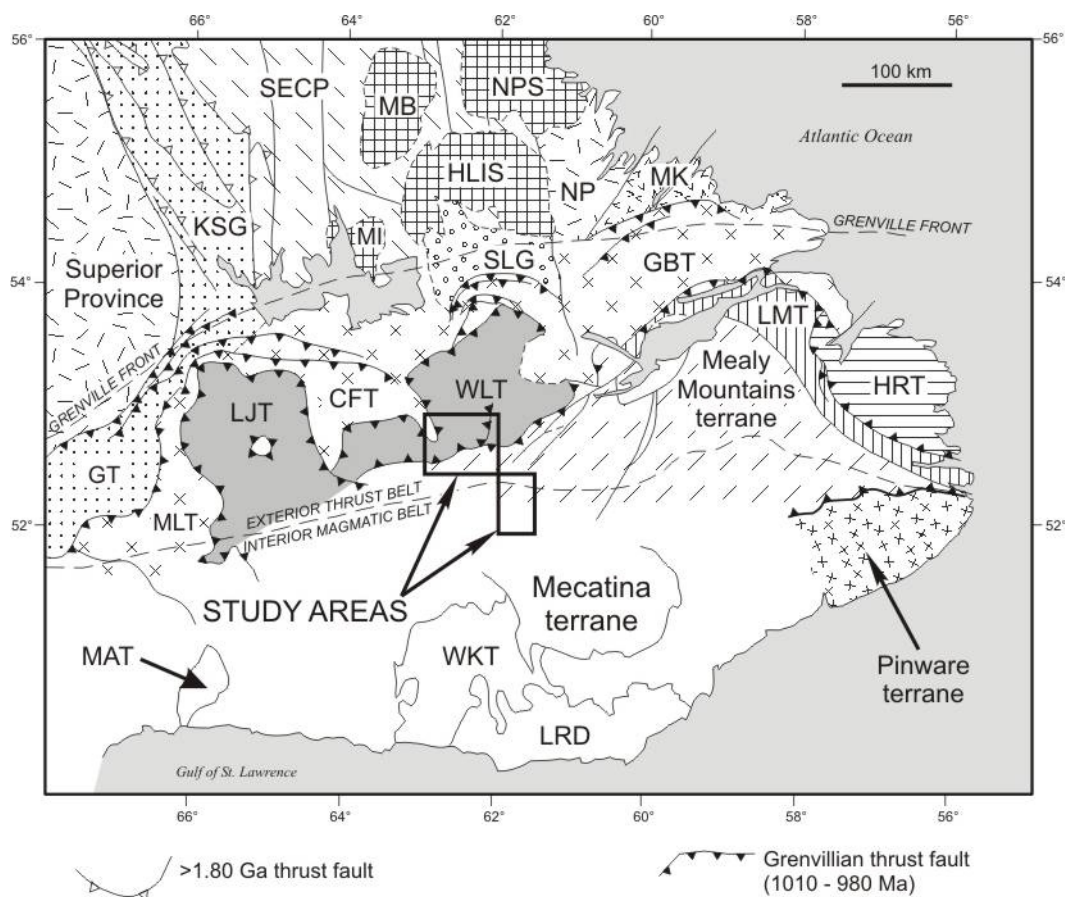 66°
64°
62°
60°
58°
56°
56°
56°
SECP
MB
NPS
100 km
Atlantic Ocean
HLIS
NP
MK
KSG
MI
GRENVILLE FRONT
Superior
Province
SLG
GBT
54°
54°
LMT
GRENVILLE FRONT
Mealy
Mountains
terrane
HRT
WLT
CFT
LJT
GT
MLT
EXTERIOR THRUST BELT
INTERIOR MAGMATIC BELT
52°
52°
STUDY AREAS
Mecatina
terrane
MAT
WKT
Pinware
terrane
LRD
Gulf of St. Lawrence
66°
64°
62°
60°
58°
56°
>1.80 Ga thrust fault
Grenvillian thrust fault
(1010 - 980 Ma)